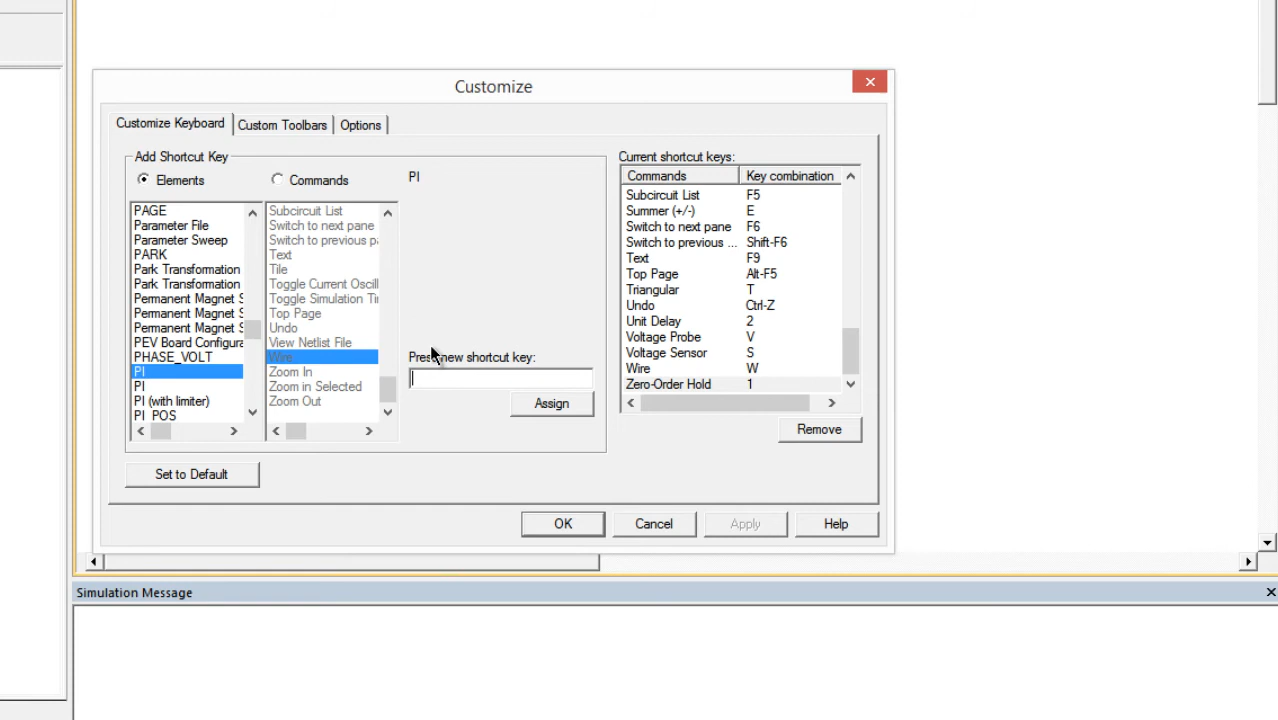 Customize
Customize Keyboard
Custom Toolbars
Options
Add Shortcut Key
Elements
Commands
PI
PAGE
Parameter File
Parameter Sweep
PARK
Park Transformation
Park Transformation
Permanent Magnet S
Permanent Magnet S
Permanent Magnet S
PEV Board Configura
PHASE_VOLT
PI
PI
PI (with limiter)
PI_POS
Subcircuit List
Switch to next pane
Switch to previous pa
Text
Tile
Toggle Current Oscill
Toggle Simulation Ti
Top Page
Undo
View Netlist File
Wire
Zoom In
Zoom in Selected
Zoom Out
Press new shortcut key:
Assign
Set to Default
Current shortcut keys:
Commands Key combination
Subcircuit List F5
Summer (+/-) E
Switch to next pane F6
Switch to previous ... Shift-F6
Text F9
Top Page Alt-F5
Triangular T
Undo Ctrl-Z
Unit Delay 2
Voltage Probe V
Voltage Sensor S
Wire W
Zero-Order Hold 1
Remove
OK
Cancel
Apply
Help
Simulation Message